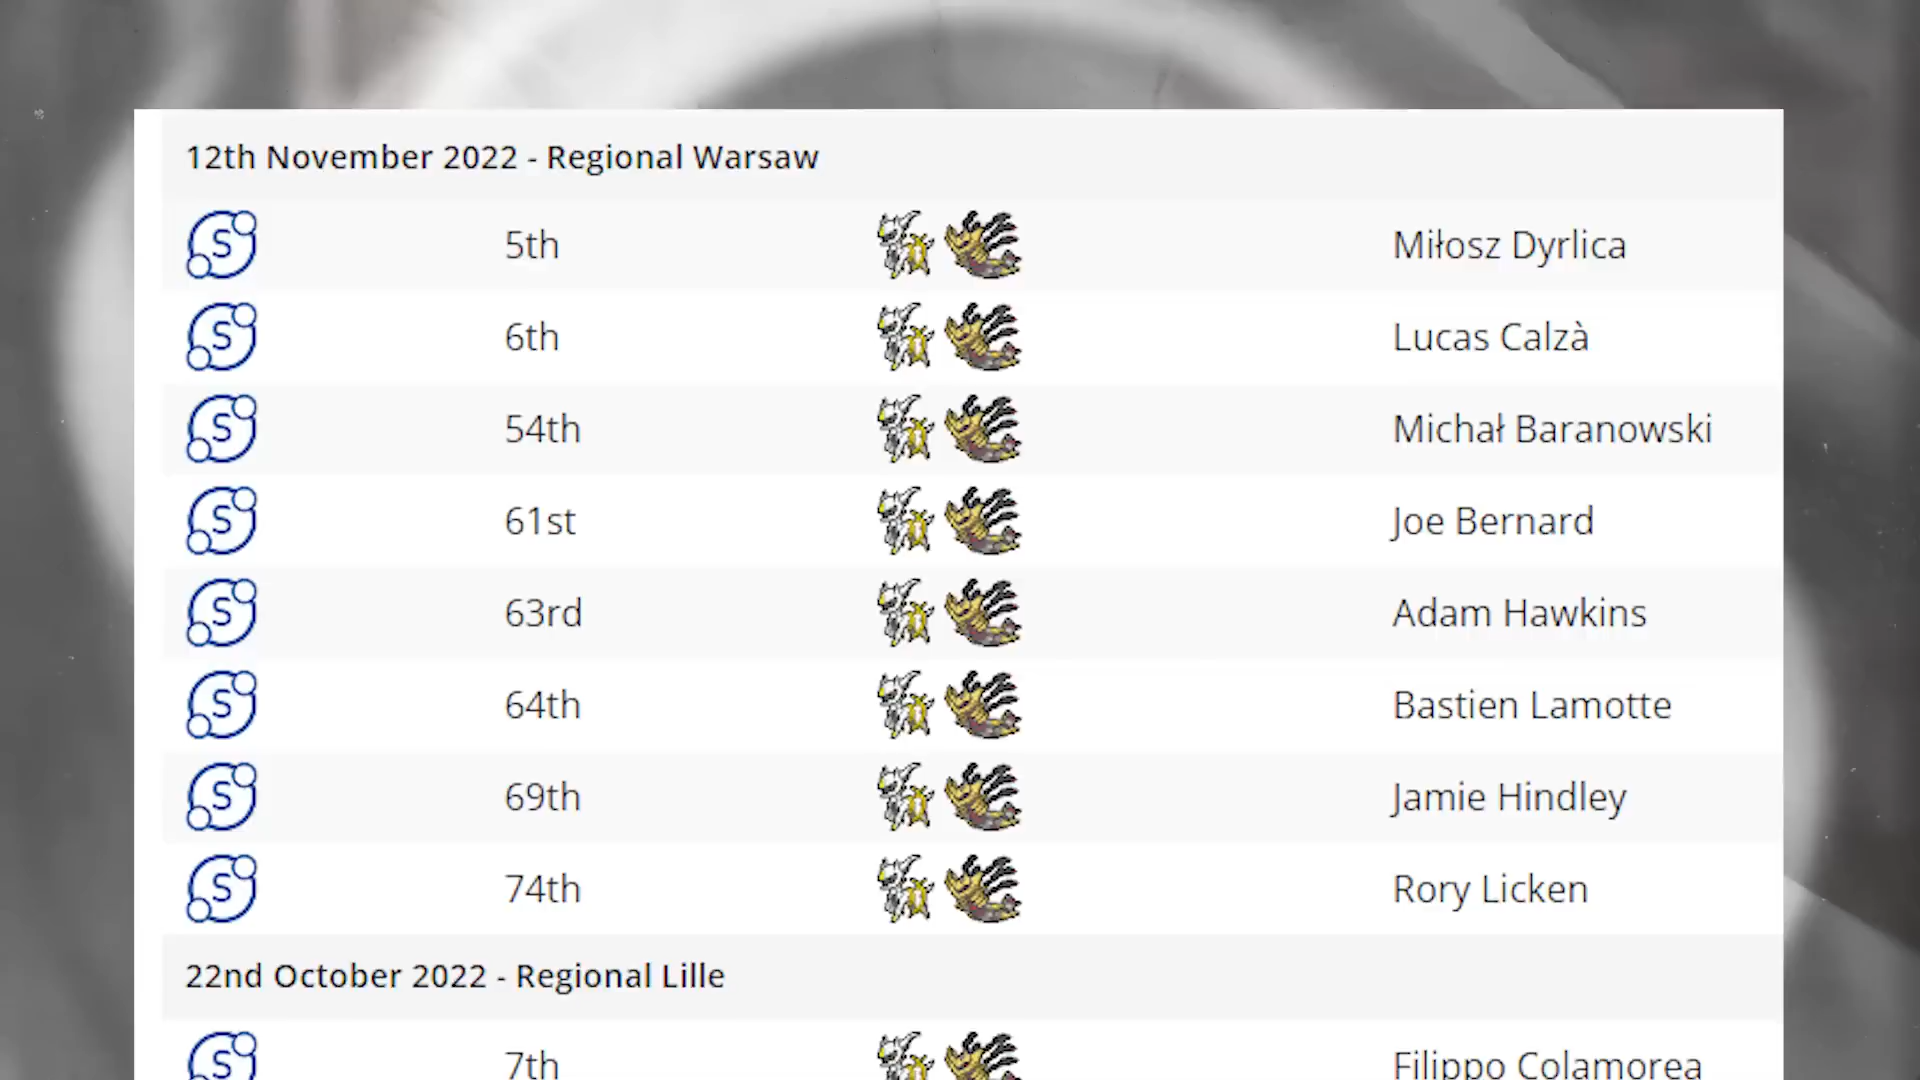 12th November 2022 - Regional Warsaw
S 5th Miłosz Dyrlica
S 6th Lucas Calzà
S 54th Michał Baranowski
S 61st Joe Bernard
S 63rd Adam Hawkins
S 64th Bastien Lamotte
S 69th Jamie Hindley
S 74th Rory Licken
22nd October 2022 - Regional Lille
S 7th Filippo Colamorea